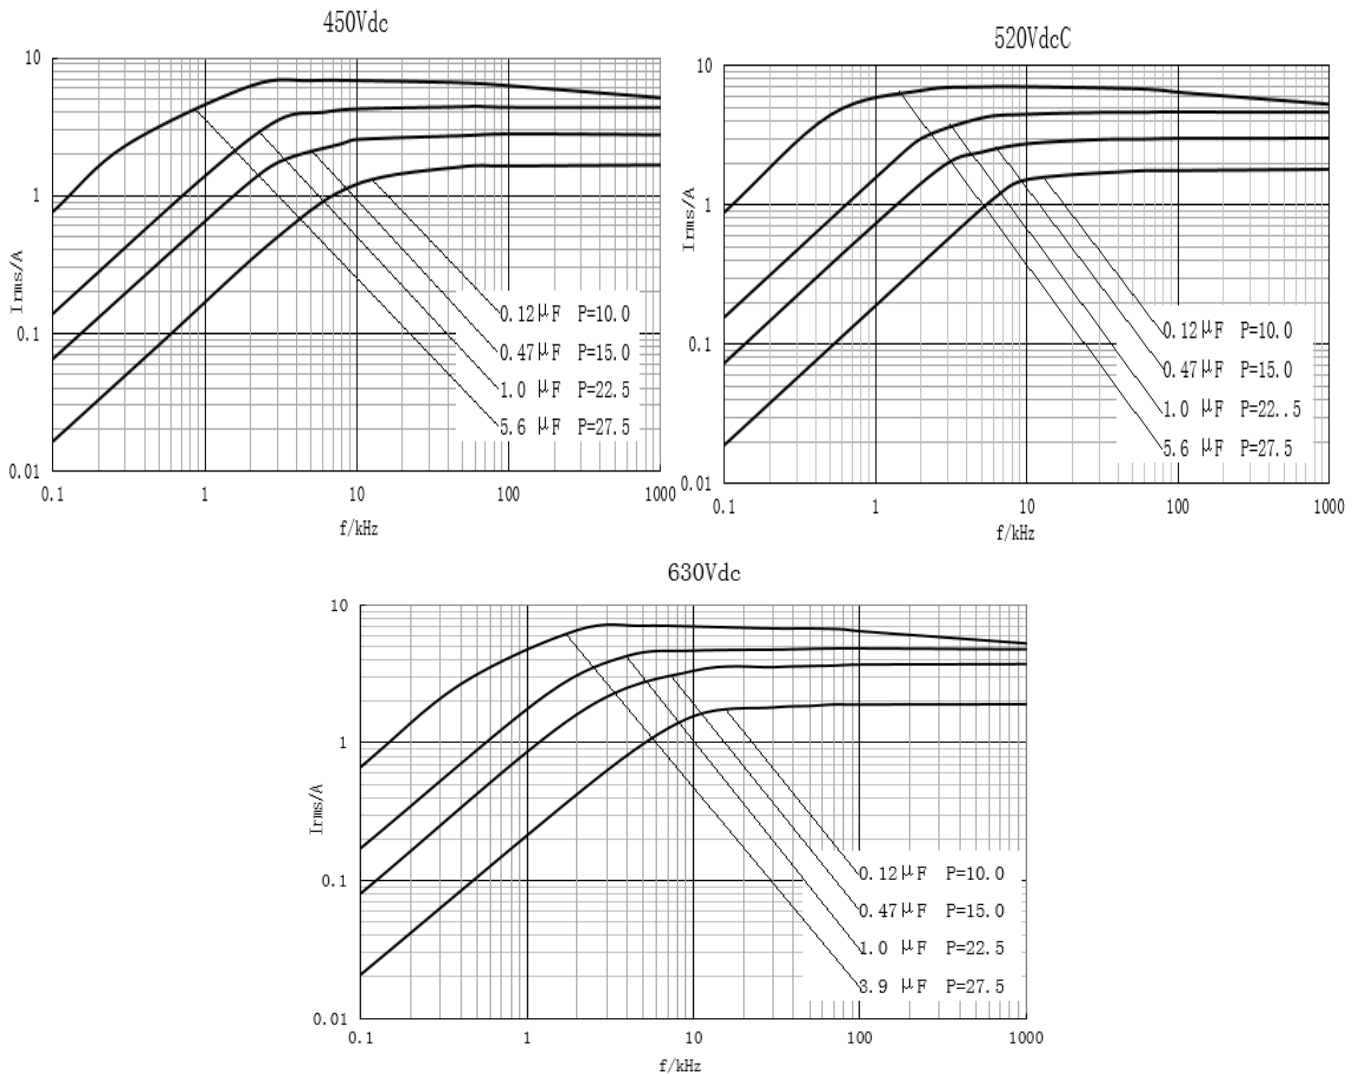 450Vdc
10
1
0.1
0.01
Irms/A
0.12μF P=10.0
0.47μF P=15.0
1.0 μF P=22.5
5.6 μF P=27.5
0.1 1 10 100 1000
f/kHz
520VdcC
10
1
0.1
0.01
Irms/A
0.12μF P=10.0
0.47μF P=15.0
1.0 μF P=22..5
5.6 μF P=27.5
0.1 1 10 100 1000
f/kHz
630Vdc
10
1
0.1
0.01
Irms/A
0.12μF P=10.0
0.47μF P=15.0
1.0 μF P=22.5
3.9 μF P=27.5
0.1 1 10 100 1000
f/kHz